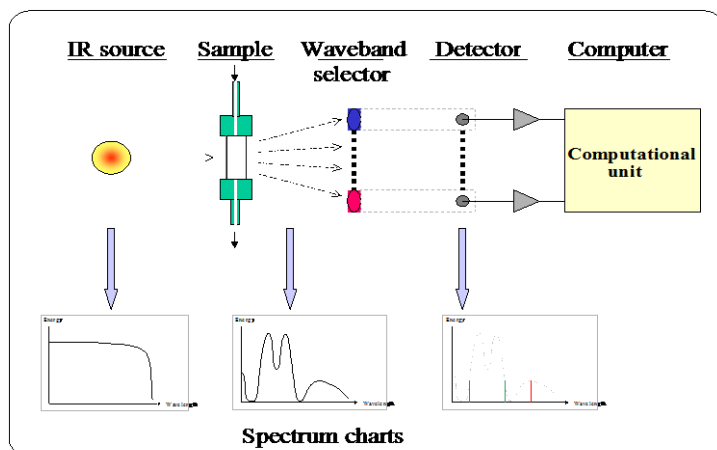 IR source
Sample
Waveband
selector
Detector
Computer
Computational
unit
Energy
Wavelength
Energy
Wavelength
Energy
Wavelength
Spectrum charts